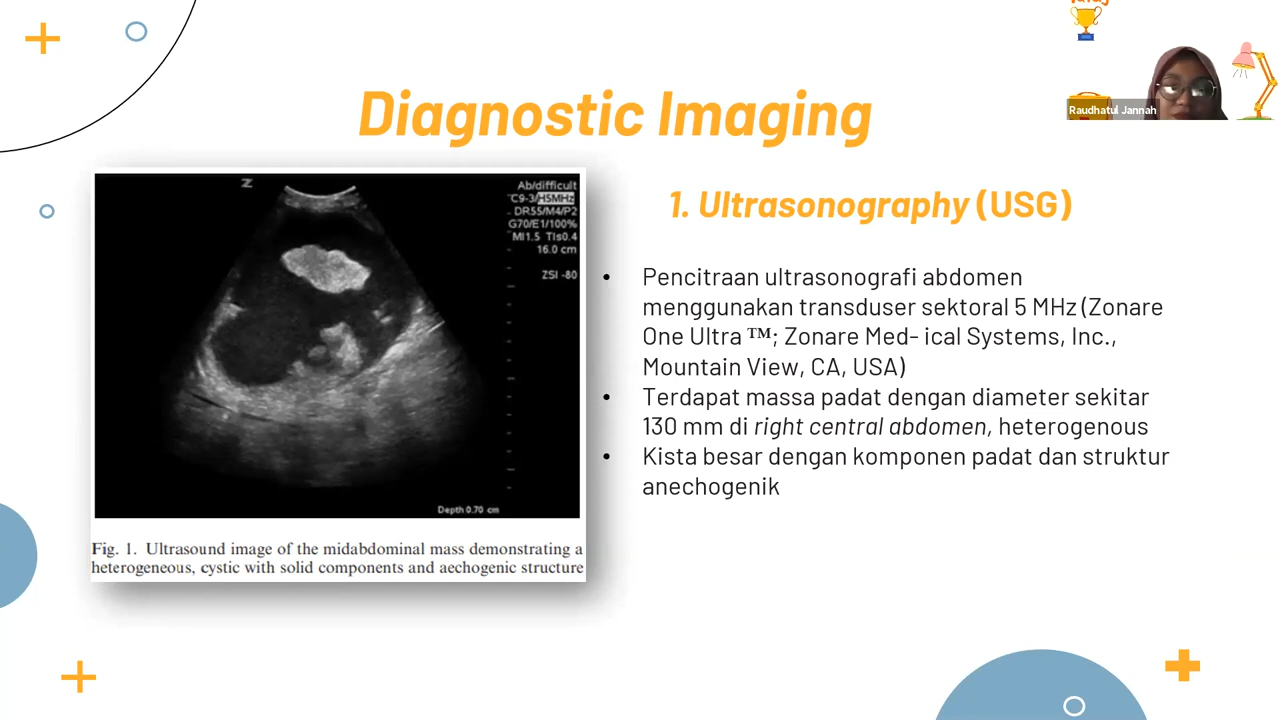 Raudhatul Jannah
Diagnostic Imaging
Z
Ab/difficult
C9-3/H5MHz
DR55/M4/P2
G70/E1/100%
MI1.5 TIs0.4
16.0 cm
ZSI -80
Depth 0.70 cm
Fig. 1. Ultrasound image of the midabdominal mass demonstrating a
heterogeneous, cystic with solid components and aechogenic structure
1. Ultrasonography (USG)
• Pencitraan ultrasonografi abdomen
menggunakan transduser sektoral 5 MHz (Zonare
One Ultra ™; Zonare Med- ical Systems, Inc.,
Mountain View, CA, USA)
• Terdapat massa padat dengan diameter sekitar
130 mm di right central abdomen, heterogenous
• Kista besar dengan komponen padat dan struktur
anechogenik